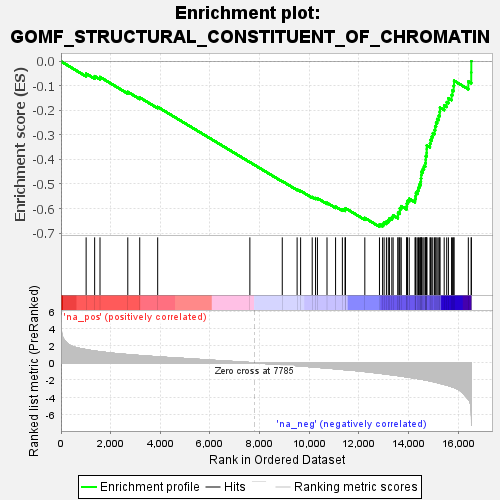 Enrichment plot:
GOMF_STRUCTURAL_CONSTITUENT_OF_CHROMATIN
Enrichment score (ES)
0.0
-0.1
-0.2
-0.3
-0.4
-0.5
-0.6
-0.7
Ranked list metric (PreRanked)
6
4
2
0
-2
-4
-6
'na_pos' (positively correlated)
Zero cross at 7785
'na_neg' (negatively correlated)
0
2,000
4,000
6,000
8,000
10,000
12,000
14,000
16,000
Rank in Ordered Dataset
Enrichment profile
Hits
Ranking metric scores